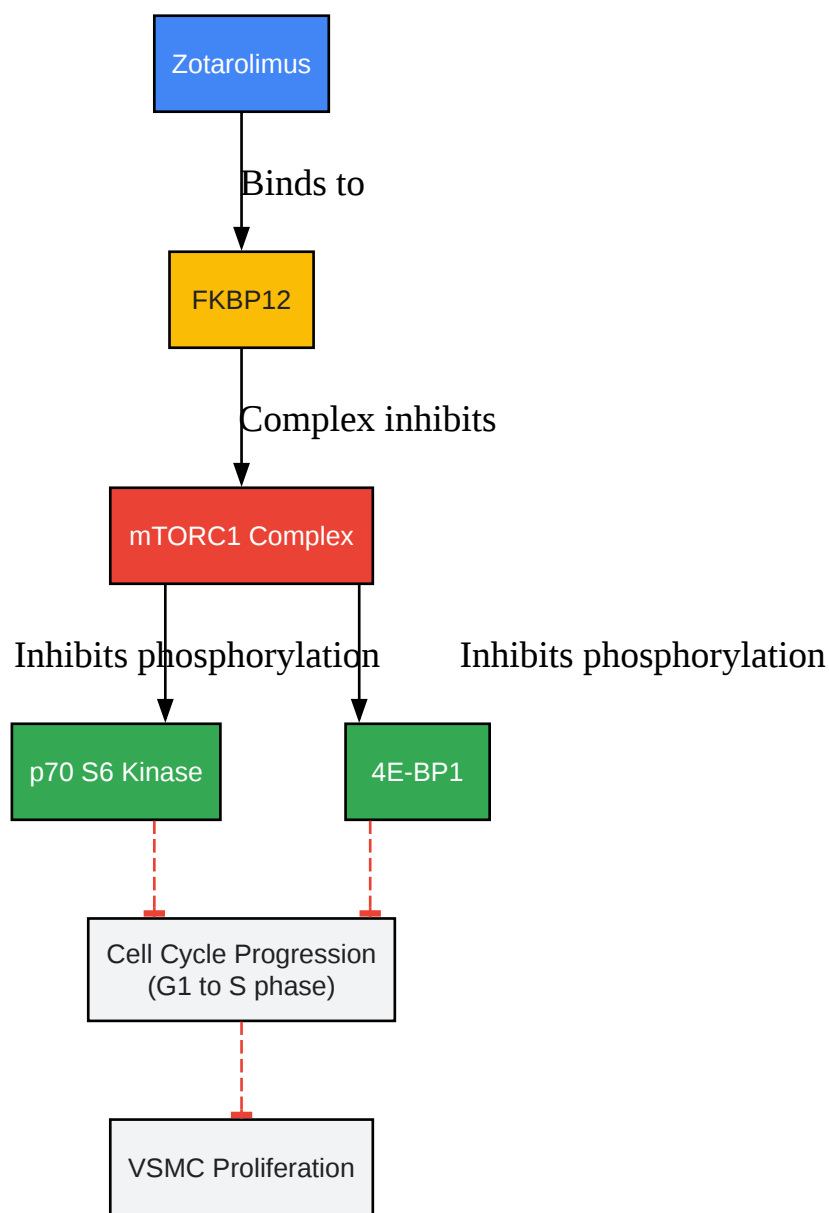 Zotarolimus
Binds to
FKBP12
Complex inhibits
mTORC1 Complex
Inhibits phosphorylation
Inhibits phosphorylation
p70 S6 Kinase
4E-BP1
Cell Cycle Progression
(G1 to S phase)
VSMC Proliferation